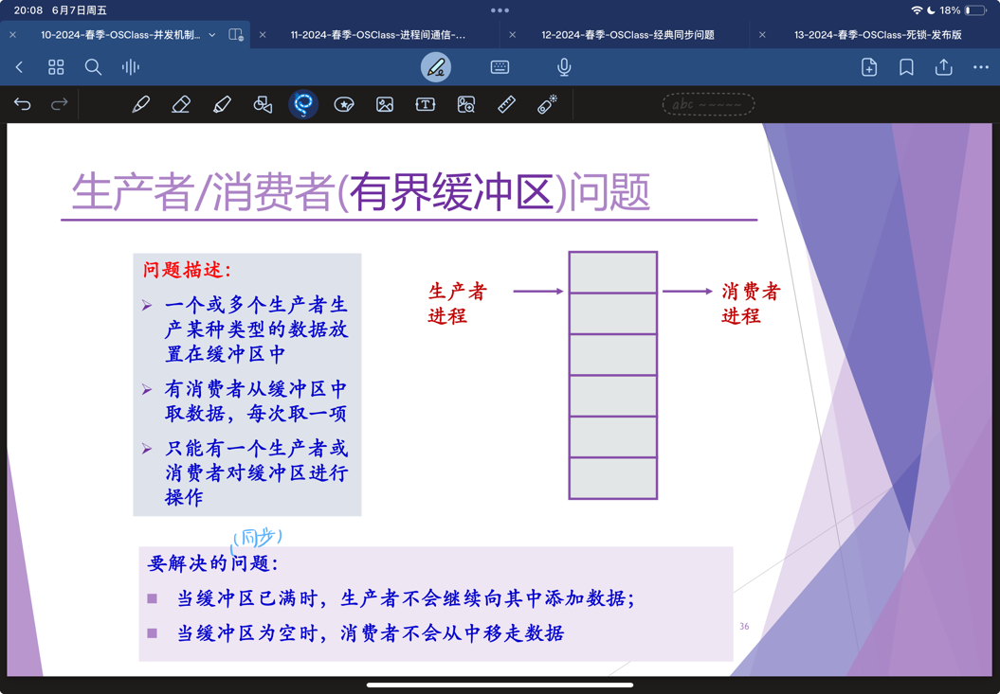 20:08 6月7日周五
18%
10-2024-春季-OSClass-并发机制...
11-2024-春季-OSClass-进程间通信-...
12-2024-春季-OSClass-经典同步问题
13-2024-春季-OSClass-死锁-发布版
abc
生产者/消费者(有界缓冲区)问题
问题描述：
一个或多个生产者生
产某种类型的数据放
置在缓冲区中
有消费者从缓冲区中
取数据，每次取一项
只能有一个生产者或
消费者对缓冲区进行
操作
生产者
进程
消费者
进程
(同步)
要解决的问题：
当缓冲区已满时，生产者不会继续向其中添加数据；
当缓冲区为空时，消费者不会从中移走数据
36